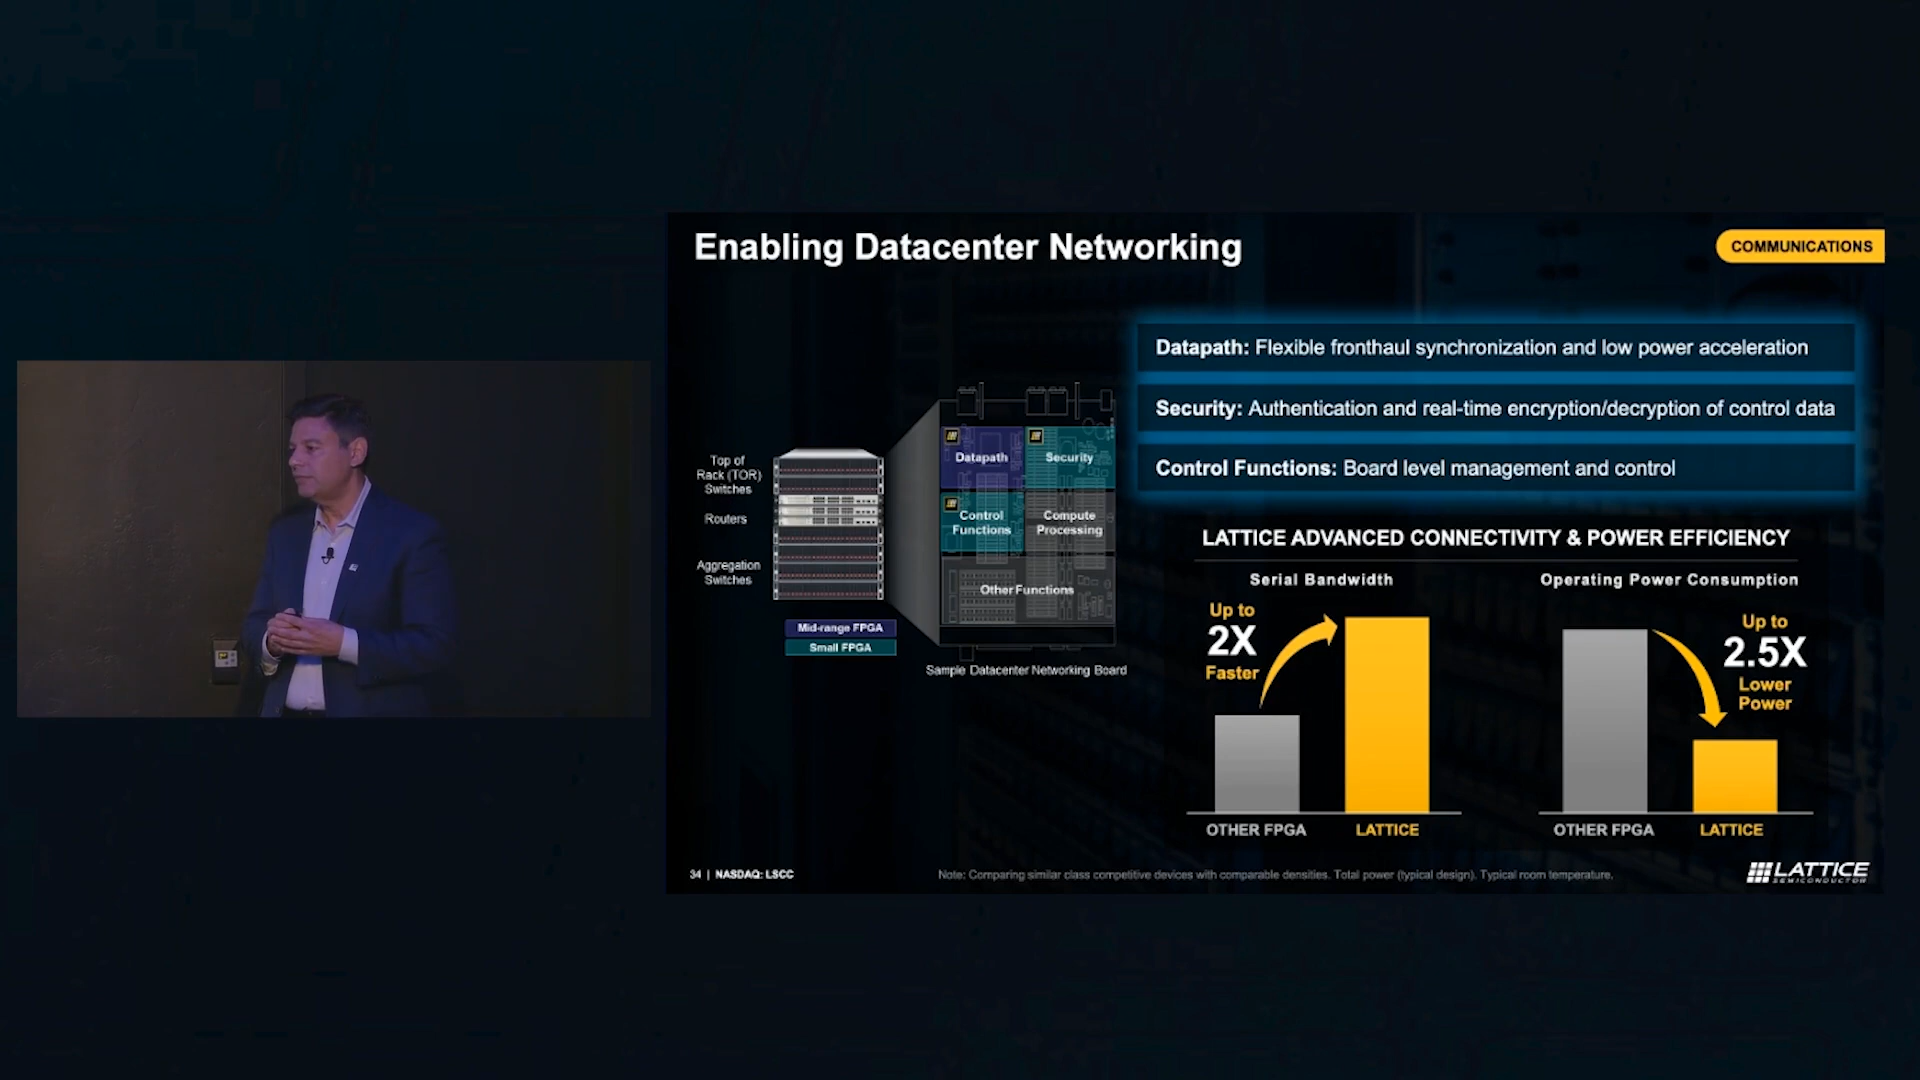 Enabling Datacenter Networking
COMMUNICATIONS
Datapath: Flexible fronthaul synchronization and low power acceleration
Security: Authentication and real-time encryption/decryption of control data
Control Functions: Board level management and control
Top of
Rack (TOR)
Switches
Routers
Aggregation
Switches
Mid-range FPGA
Small FPGA
Datapath
Security
Control
Functions
Compute
Processing
Other Functions
Sample Datacenter Networking Board
LATTICE ADVANCED CONNECTIVITY & POWER EFFICIENCY
Serial Bandwidth
Up to
2X
Faster
OTHER FPGA
LATTICE
Operating Power Consumption
Up to
2.5X
Lower
Power
OTHER FPGA
LATTICE
34 | NASDAQ: LSCC
Note: Comparing similar class competitive devices with comparable densities. Total power (typical design). Typical room temperature.
LATTICE
SEMICONDUCTOR